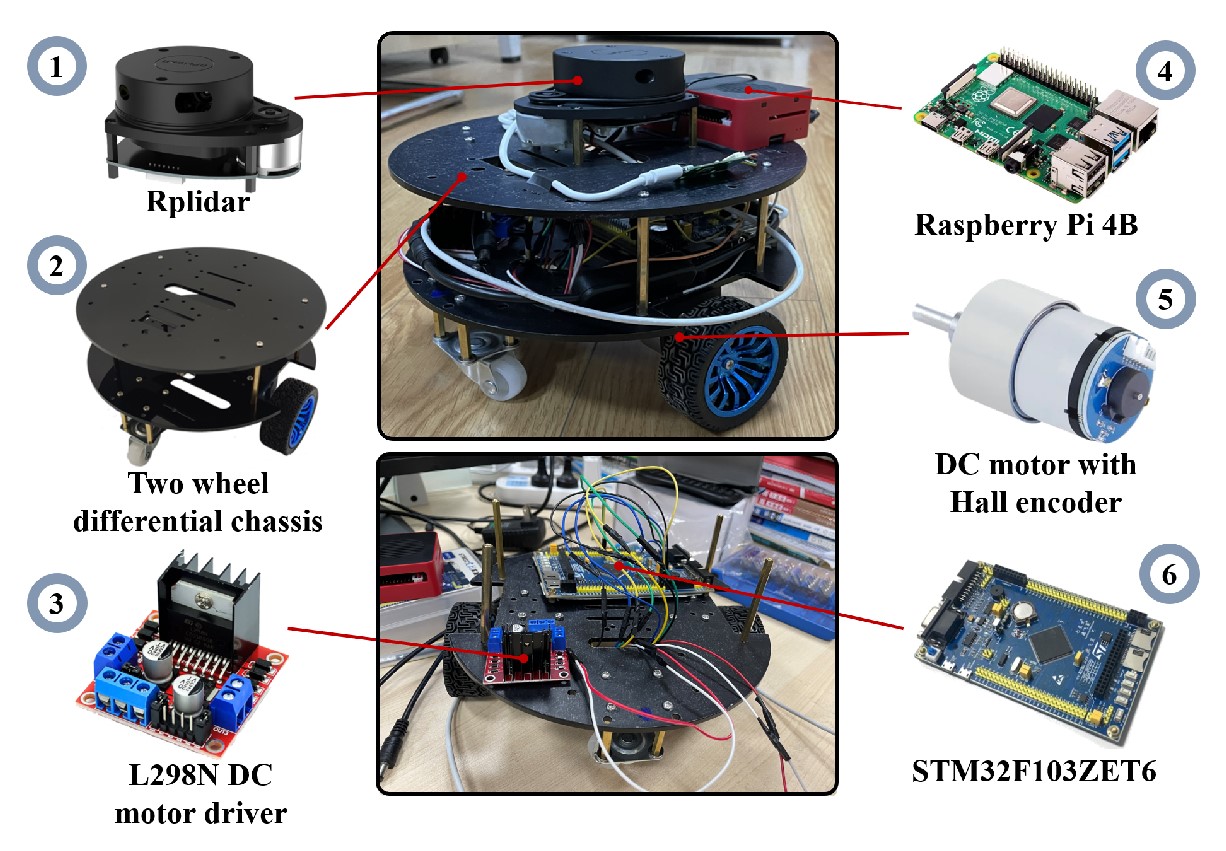 1
Rplidar
2
Two wheel
differential chassis
3
L298N DC
motor driver
4
Raspberry Pi 4B
5
DC motor with
Hall encoder
6
STM32F103ZET6